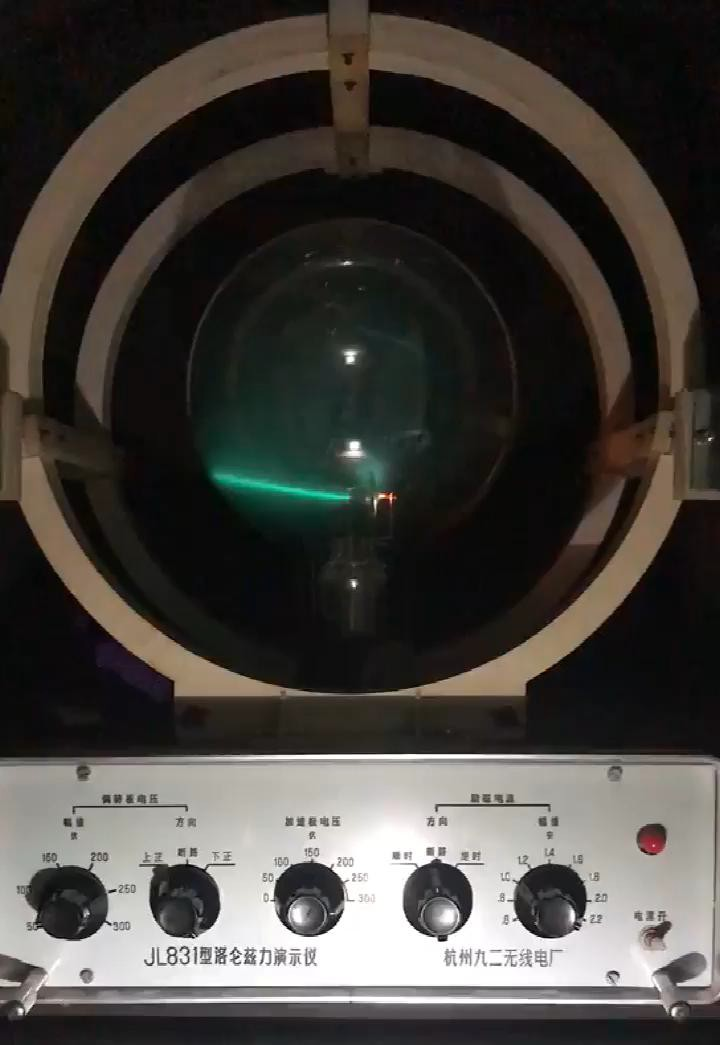 偏转板电压
励磁电流
幅值
方向
加速板电压
方向
幅值
伏
伏
安
150
200
上正
断路
下正
100
150
200
顺时
断路
逆时
1.2
1.4
1.6
100
250
50
250
1.0
1.8
50
300
0
300
.8
2.0
.6
2.2
电源开
JL831型洛仑兹力演示仪
杭州九二无线电厂